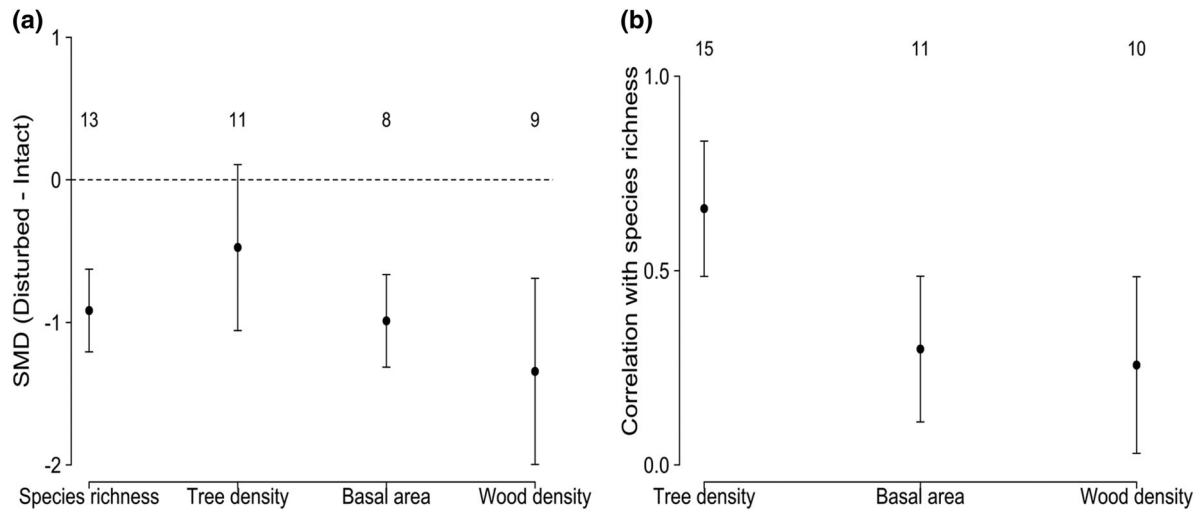 (a)
SMD (Disturbed - Intact)
1
0
-1
-2
13 11 8 9
Species richness Tree density Basal area Wood density
(b)
Correlation with species richness
15 11 10
1.0
0.5
0.0
Tree density Basal area Wood density